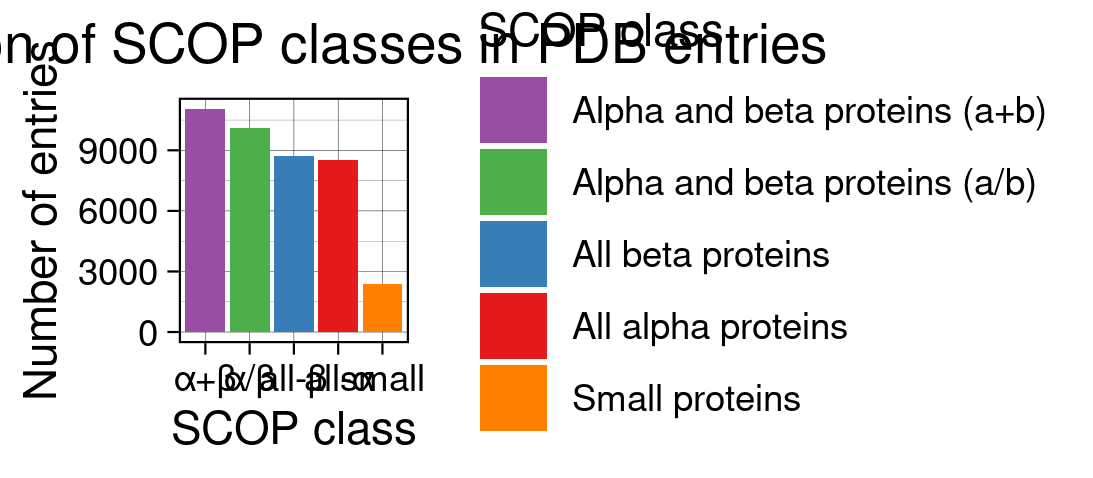 on of SCOP classes in PDB entries
SCOP class
Number of entries
9000
6000
3000
0
α+β
α/β
all-β
all-α
small
SCOP class
Alpha and beta proteins (a+b)
Alpha and beta proteins (a/b)
All beta proteins
All alpha proteins
Small proteins